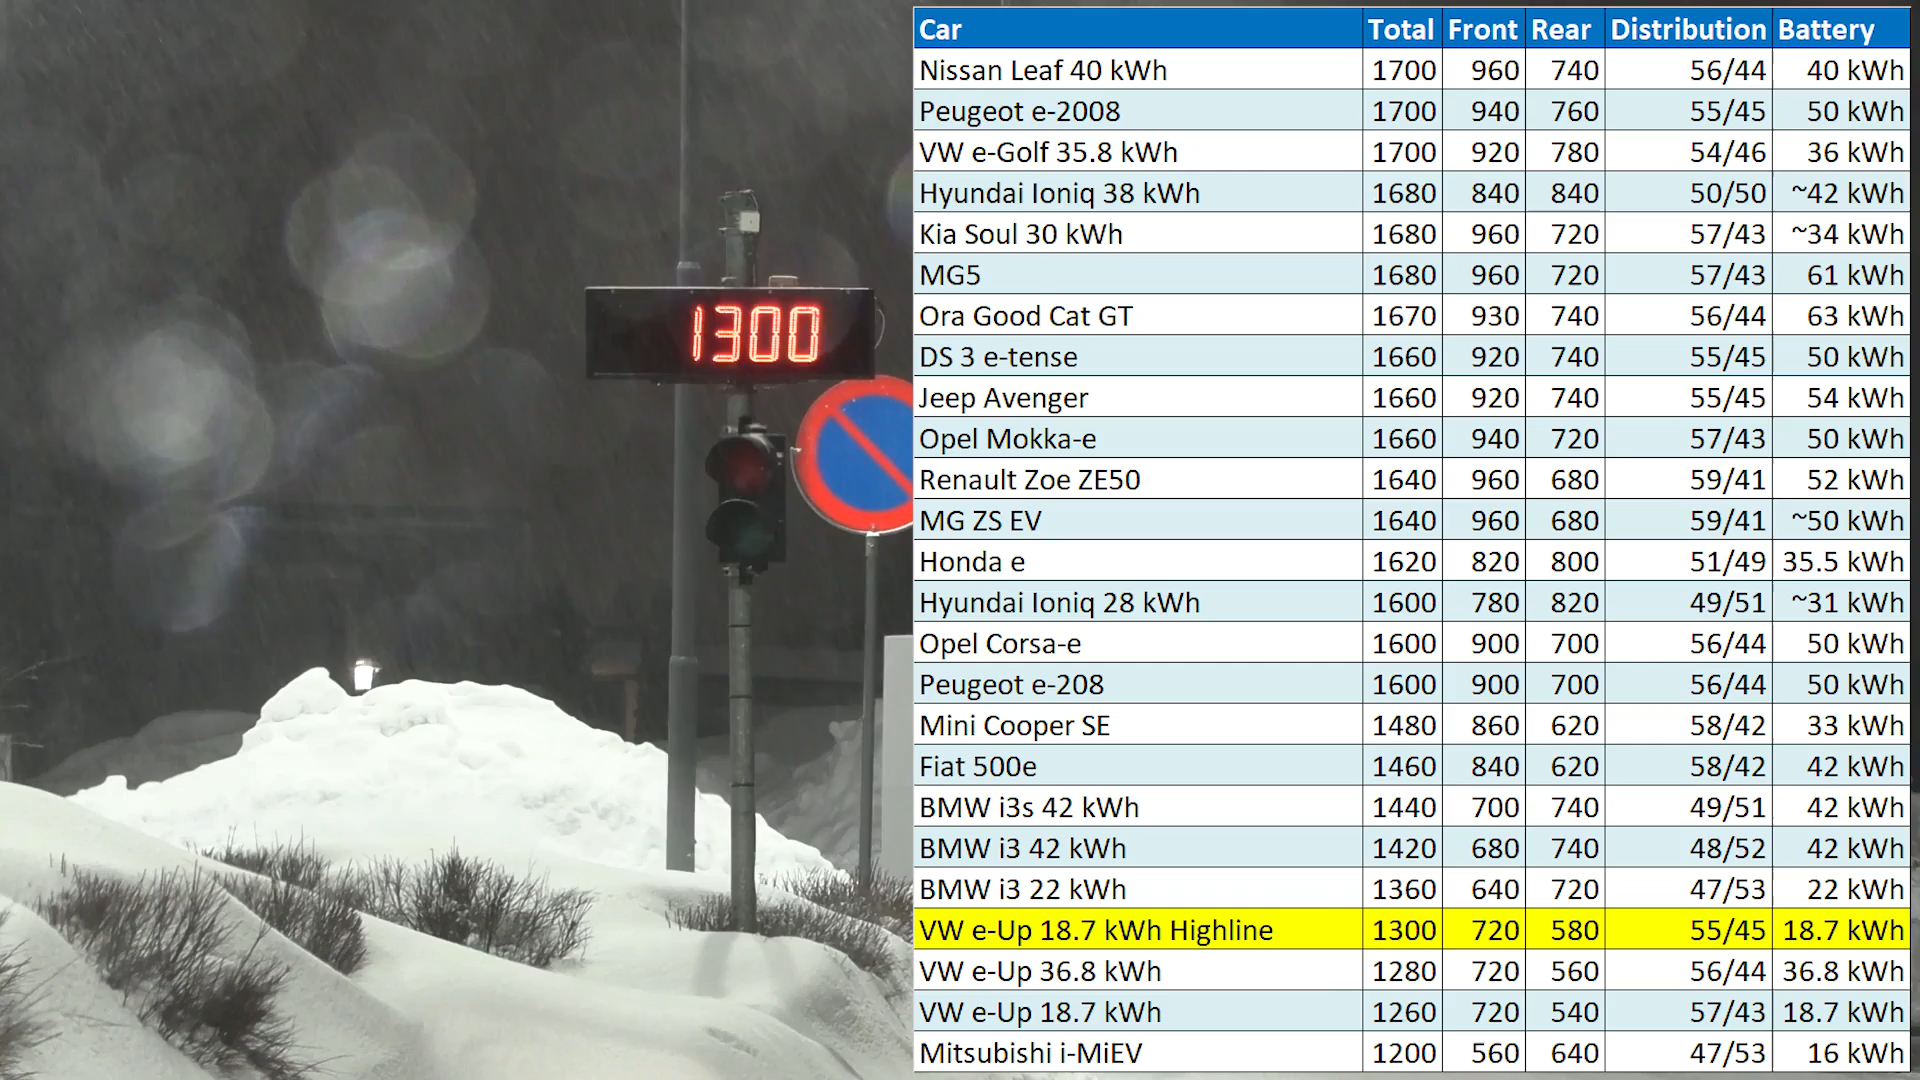 1300
Car Total Front Rear Distribution Battery
Nissan Leaf 40 kWh 1700 960 740 56/44 40 kWh
Peugeot e-2008 1700 940 760 55/45 50 kWh
VW e-Golf 35.8 kWh 1700 920 780 54/46 36 kWh
Hyundai Ioniq 38 kWh 1680 840 840 50/50 ~42 kWh
Kia Soul 30 kWh 1680 960 720 57/43 ~34 kWh
MG5 1680 960 720 57/43 61 kWh
Ora Good Cat GT 1670 930 740 56/44 63 kWh
DS 3 e-tense 1660 920 740 55/45 50 kWh
Jeep Avenger 1660 920 740 55/45 54 kWh
Opel Mokka-e 1660 940 720 57/43 50 kWh
Renault Zoe ZE50 1640 960 680 59/41 52 kWh
MG ZS EV 1640 960 680 59/41 ~50 kWh
Honda e 1620 820 800 51/49 35.5 kWh
Hyundai Ioniq 28 kWh 1600 780 820 49/51 ~31 kWh
Opel Corsa-e 1600 900 700 56/44 50 kWh
Peugeot e-208 1600 900 700 56/44 50 kWh
Mini Cooper SE 1480 860 620 58/42 33 kWh
Fiat 500e 1460 840 620 58/42 42 kWh
BMW i3s 42 kWh 1440 700 740 49/51 42 kWh
BMW i3 42 kWh 1420 680 740 48/52 42 kWh
BMW i3 22 kWh 1360 640 720 47/53 22 kWh
VW e-Up 18.7 kWh Highline 1300 720 580 55/45 18.7 kWh
VW e-Up 36.8 kWh 1280 720 560 56/44 36.8 kWh
VW e-Up 18.7 kWh 1260 720 540 57/43 18.7 kWh
Mitsubishi i-MiEV 1200 560 640 47/53 16 kWh